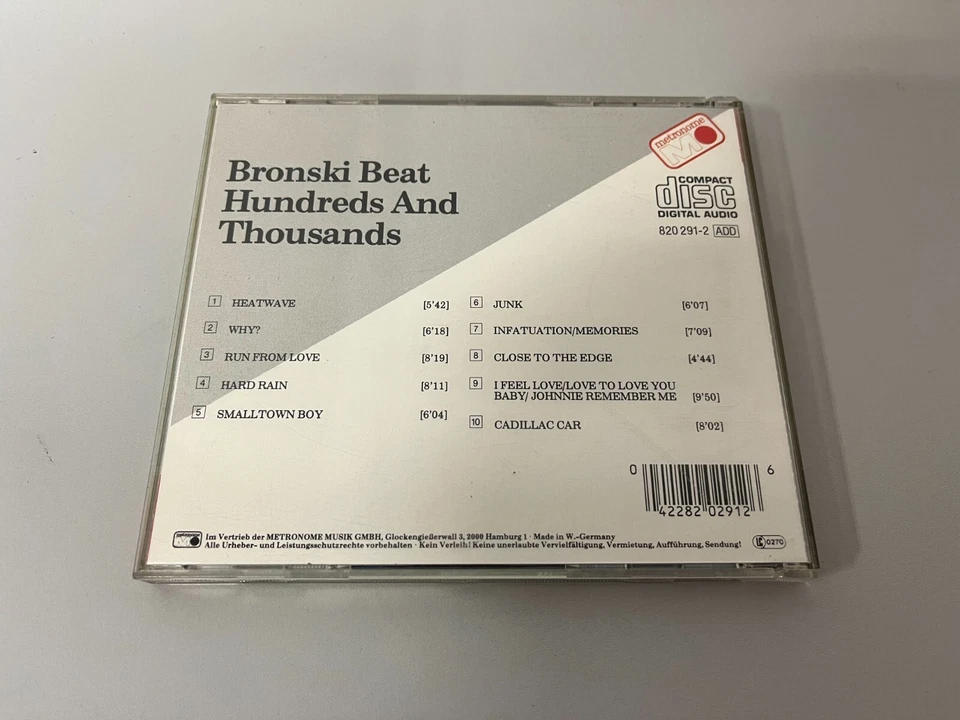 metronome
Bronski Beat
Hundreds And
Thousands
COMPACT
disc
DIGITAL AUDIO
820 291-2 ADD
1 HEATWAVE [5'42]
2 WHY? [6'18]
3 RUN FROM LOVE [8'19]
4 HARD RAIN [8'11]
5 SMALLTOWN BOY [6'04]
6 JUNK [6'07]
7 INFATUATION/MEMORIES [7'09]
8 CLOSE TO THE EDGE [4'44]
9 I FEEL LOVE/LOVE TO LOVE YOU
BABY/ JOHNNIE REMEMBER ME [9'50]
10 CADILLAC CAR [8'02]
0 42282 02912 6
metronome
Im Vertrieb der METRONOME MUSIK GMBH, Glockengießerwall 3, 2000 Hamburg 1 · Made in W.-Germany
Alle Urheber- und Leistungsschutzrechte vorbehalten · Kein Verleih! Keine unerlaubte Vervielfältigung, Vermietung, Aufführung, Sendung!
LC 0270